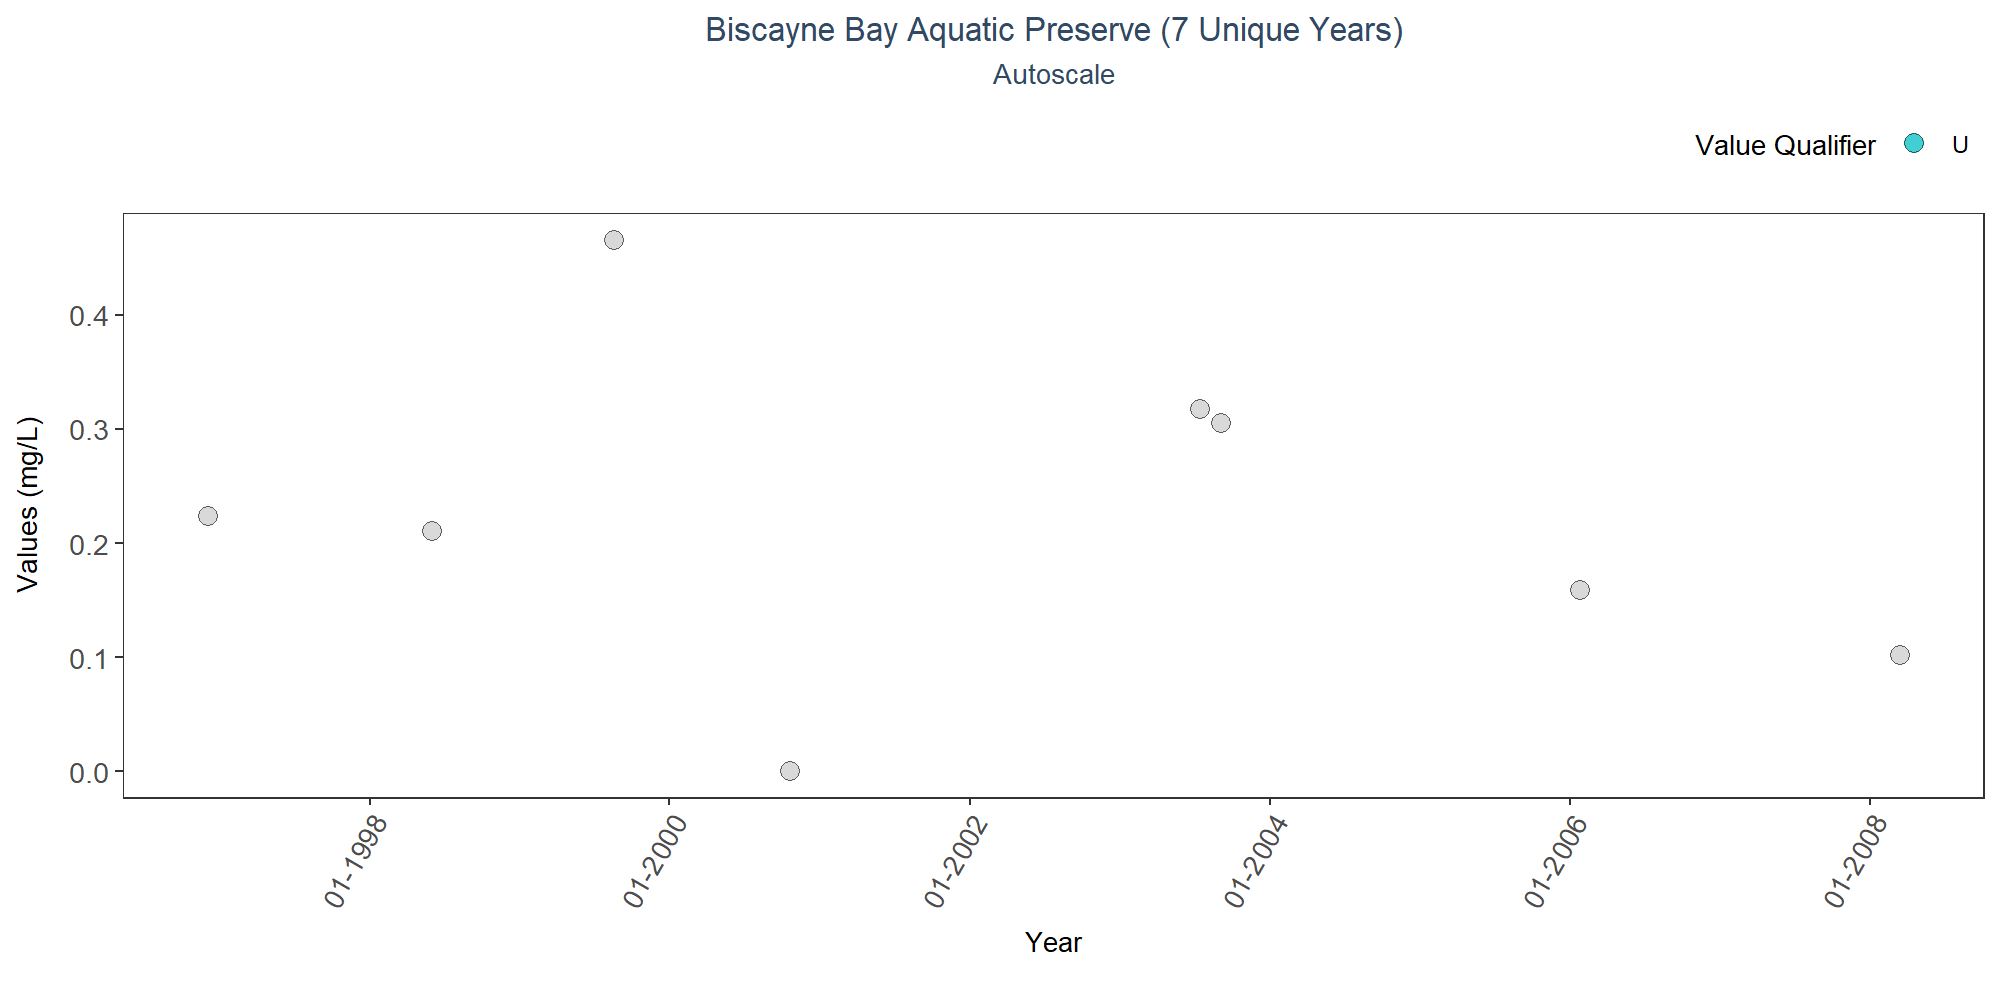 Biscayne Bay Aquatic Preserve (7 Unique Years)
Autoscale
Value Qualifier U
Values (mg/L)
0.4
0.3
0.2
0.1
0.0
01-1998 01-2000 01-2002 01-2004 01-2006 01-2008
Year